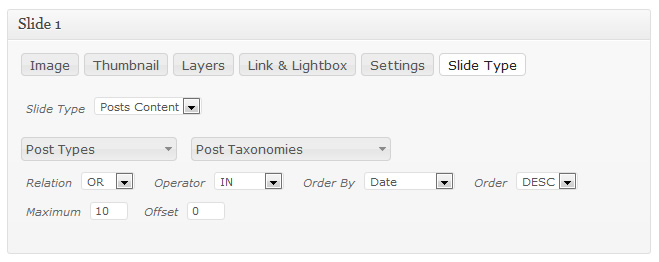 Slide 1
Image Thumbnail Layers Link & Lightbox Settings Slide Type
Slide Type Posts Content
Post Types Post Taxonomies
Relation OR Operator IN Order By Date Order DESC
Maximum 10 Offset 0